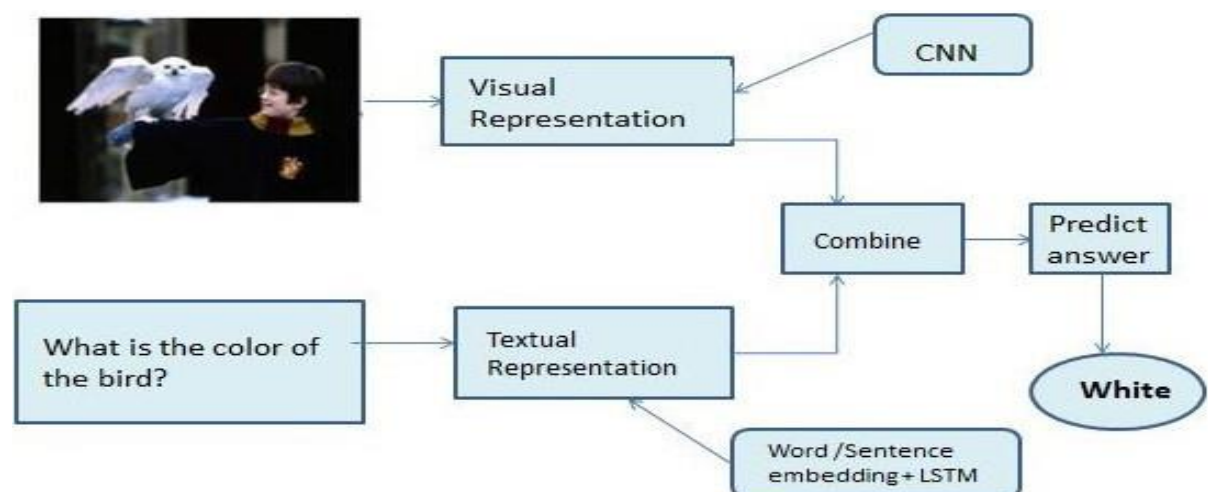 CNN
Visual
Representation
Combine
Predict
answer
What is the color of
the bird?
Textual
Representation
White
Word /Sentence
embedding + LSTM